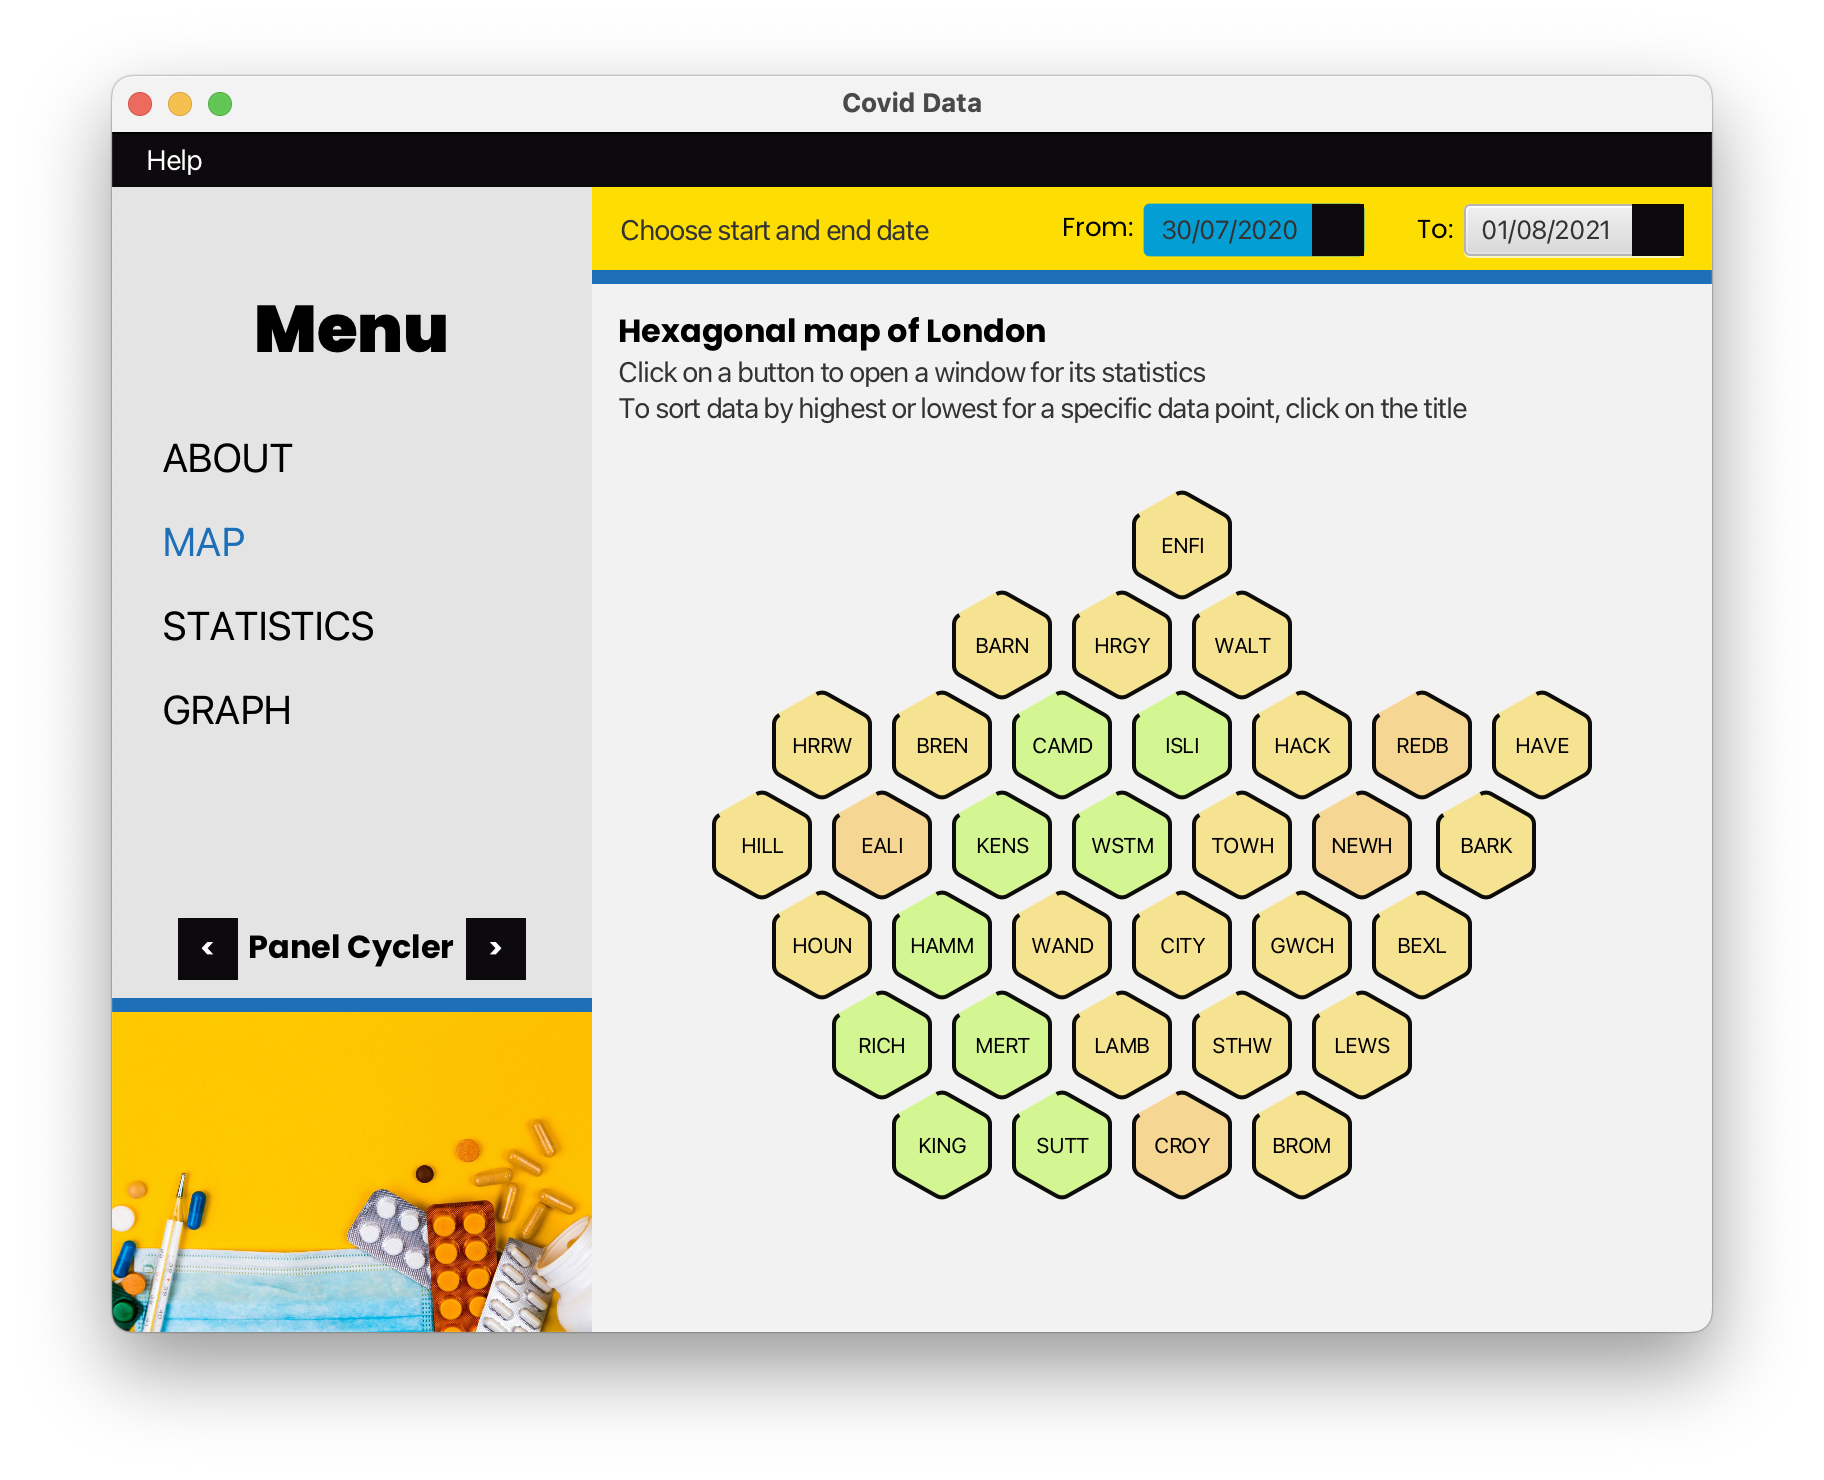 Covid Data
Help
Menu
ABOUT
MAP
STATISTICS
GRAPH
< Panel Cycler >
Choose start and end date From: 30/07/2020 To: 01/08/2021
Hexagonal map of London
Click on a button to open a window for its statistics
To sort data by highest or lowest for a specific data point, click on the title
ENFI
BARN HRGY WALT
HRRW BREN CAMD ISLI HACK REDB HAVE
HILL EALI KENS WSTM TOWH NEWH BARK
HOUN HAMM WAND CITY GWCH BEXL
RICH MERT LAMB STHW LEWS
KING SUTT CROY BROM